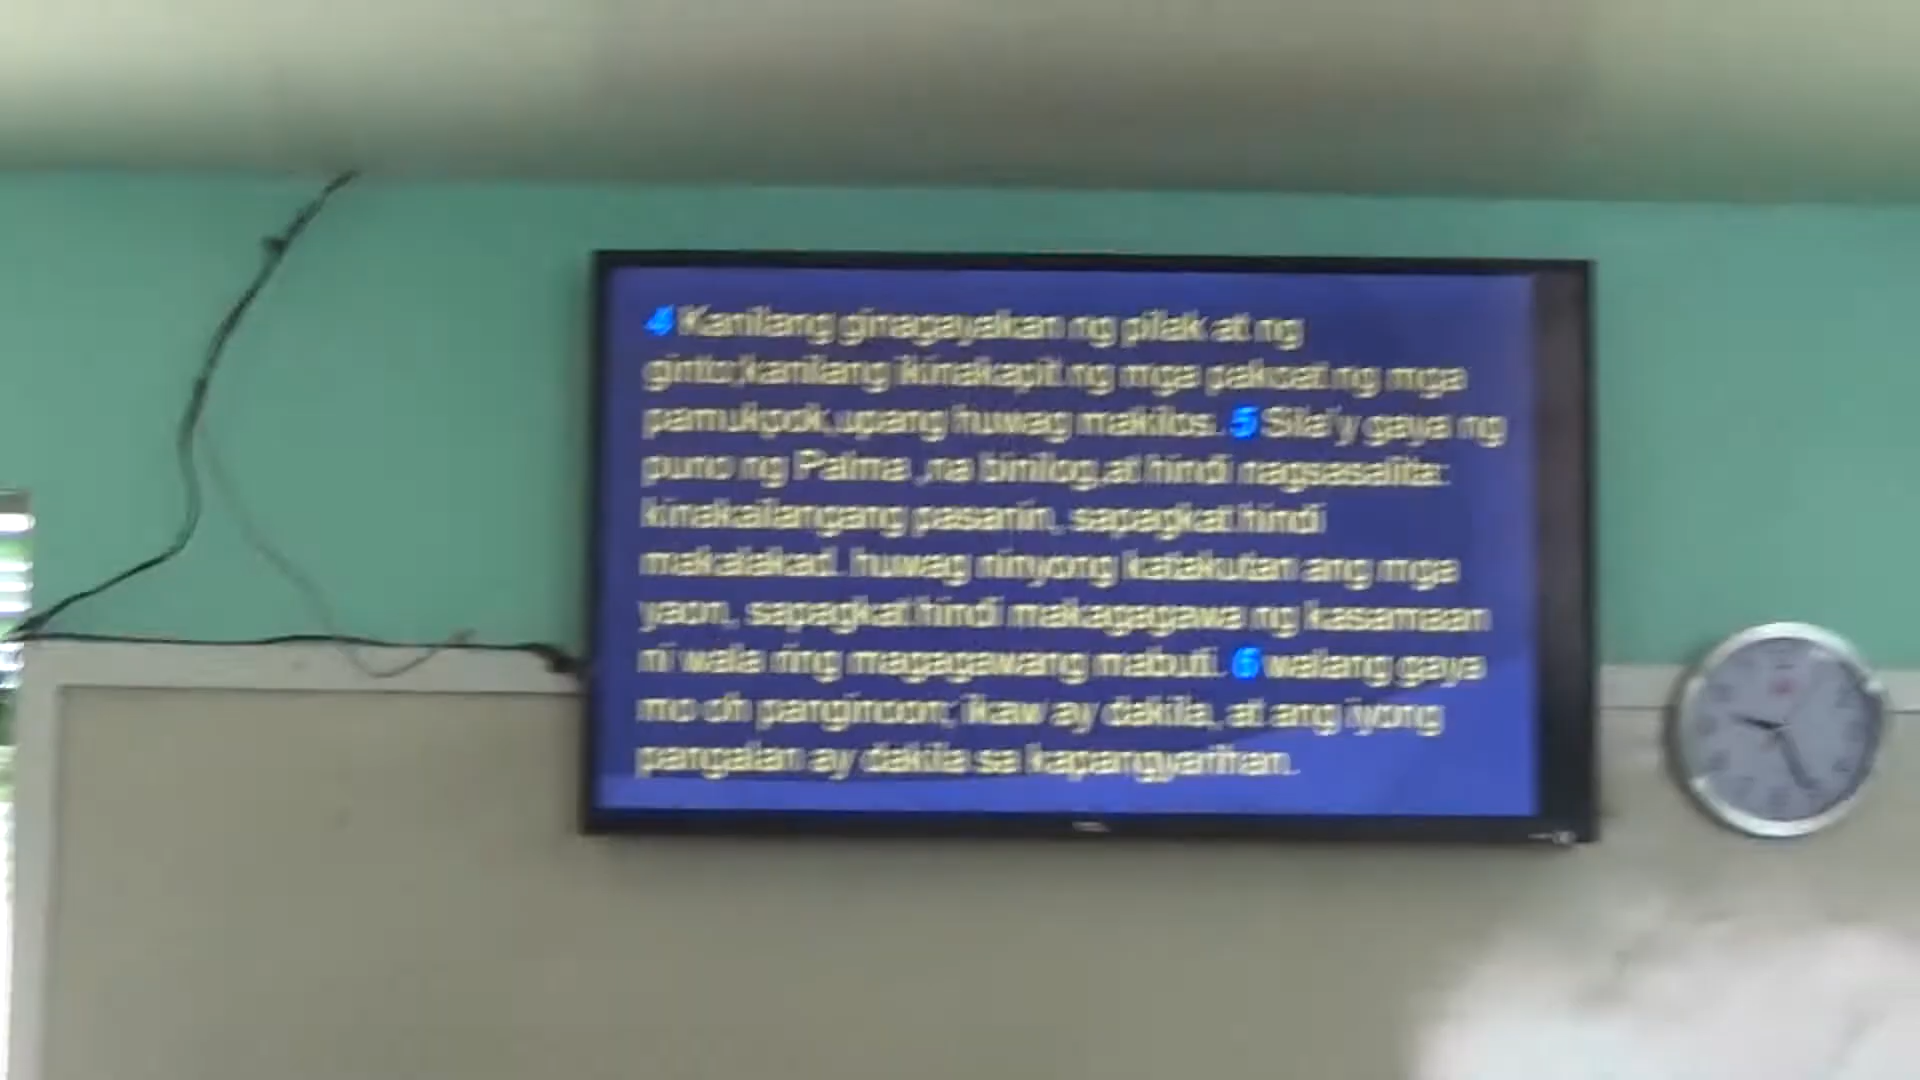 4 Kanilang ginagayakan ng pilak at ng
ginto;kanilang ikinakapit ng mga pakoat ng mga
pamukpok,upang huwag makilos. 5 Sila'y gaya ng
puno ng Palma ,na binilog,at hindi nagsasalita:
kinakailangang pasanin, sapagkat hindi
makalakad. huwag ninyong katakutan ang mga
yaon, sapagkat hindi makagagawa ng kasamaan
ni wala ring magagawang mabuti. 6 walang gaya
mo oh panginoon; ikaw ay dakila, at ang iyong
pangalan ay dakila sa kapangyarihan.